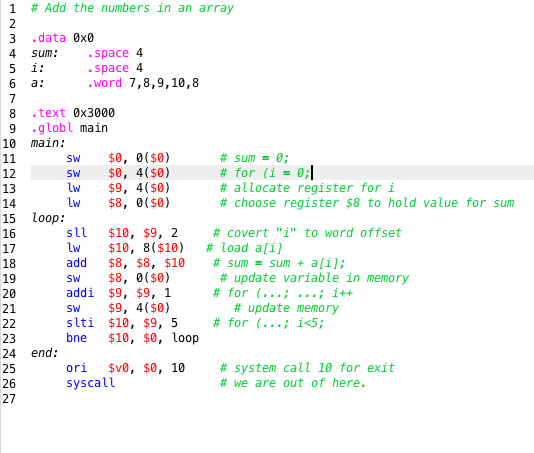 1 # Add the numbers in an array
2
3 .data 0x0
4 sum: .space 4
5 i: .space 4
6 a: .word 7,8,9,10,8
7
8 .text 0x3000
9 .globl main
10 main:
11 sw $0, 0($0) # sum = 0;
12 sw $0, 4($0) # for (i = 0;
13 lw $9, 4($0) # allocate register for i
14 lw $8, 0($0) # choose register $8 to hold value for sum
15 loop:
16 sll $10, $9, 2 # covert "i" to word offset
17 lw $10, 8($10) # load a[i]
18 add $8, $8, $10 # sum = sum + a[i];
19 sw $8, 0($0) # update variable in memory
20 addi $9, $9, 1 # for (...; ...; i++
21 sw $9, 4($0) # update memory
22 slti $10, $9, 5 # for (...; i<5;
23 bne $10, $0, loop
24 end:
25 ori $v0, $0, 10 # system call 10 for exit
26 syscall # we are out of here.
27